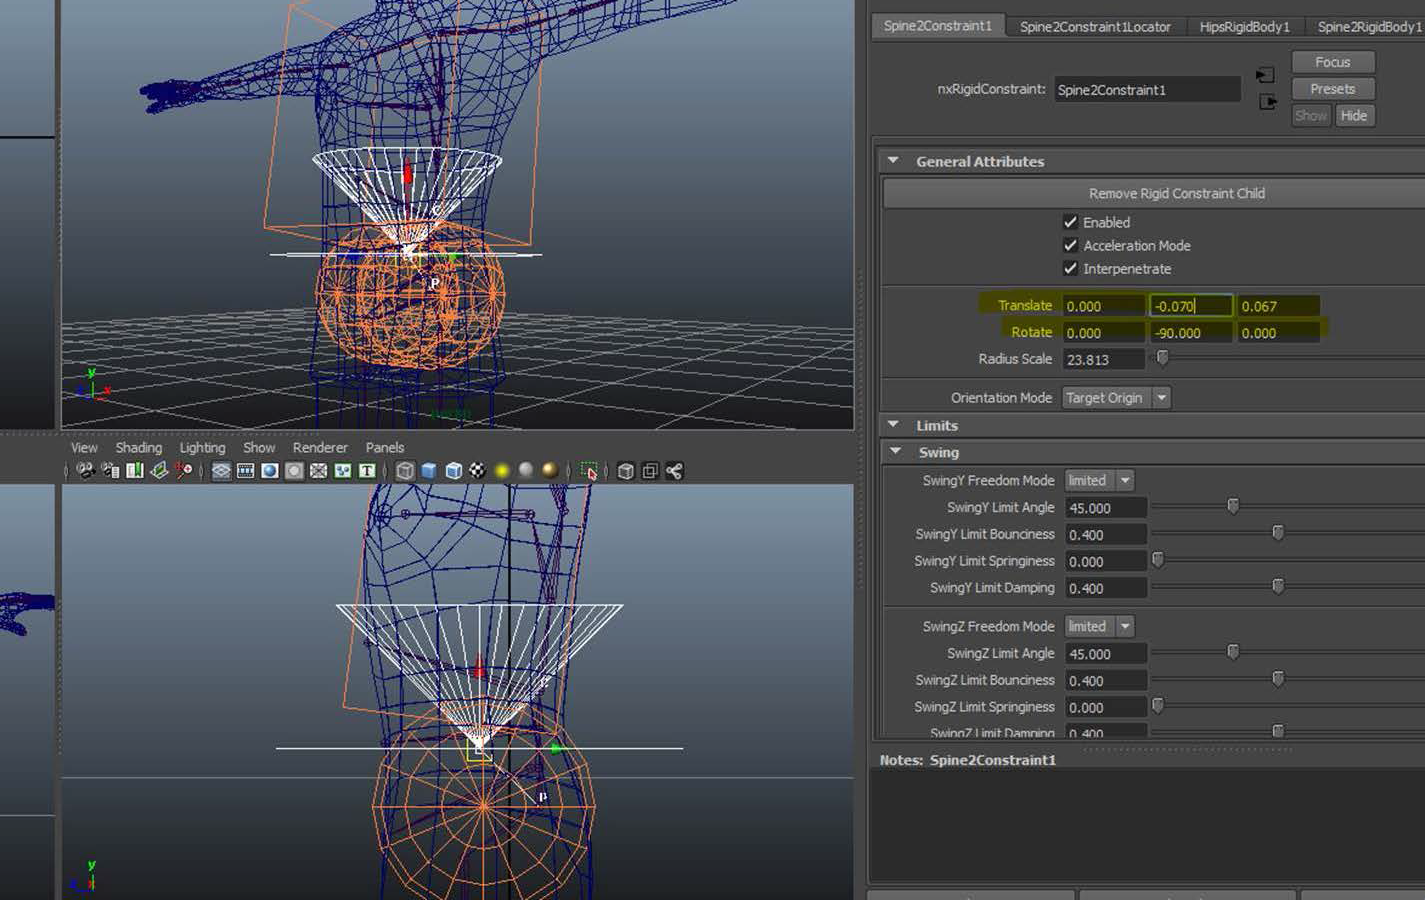 Spine2Constraint1 Spine2Constraint1Locator HipsRigidBody1 Spine2RigidBody1
Focus
nxRigidConstraint: Spine2Constraint1 Presets
Show Hide
General Attributes
Remove Rigid Constraint Child
Enabled
Acceleration Mode
Interpenetrate
Translate 0.000 -0.070 0.067
Rotate 0.000 -90.000 0.000
Radius Scale 23.813
Orientation Mode Target Origin
Limits
Swing
SwingY Freedom Mode limited
SwingY Limit Angle 45.000
SwingY Limit Bounciness 0.400
SwingY Limit Springiness 0.000
SwingY Limit Damping 0.400
SwingZ Freedom Mode limited
SwingZ Limit Angle 45.000
SwingZ Limit Bounciness 0.400
SwingZ Limit Springiness 0.000
SwingZ Limit Damping 0.400
Notes: Spine2Constraint1
P
y
x
persp
View Shading Lighting Show Renderer Panels
T
P
y